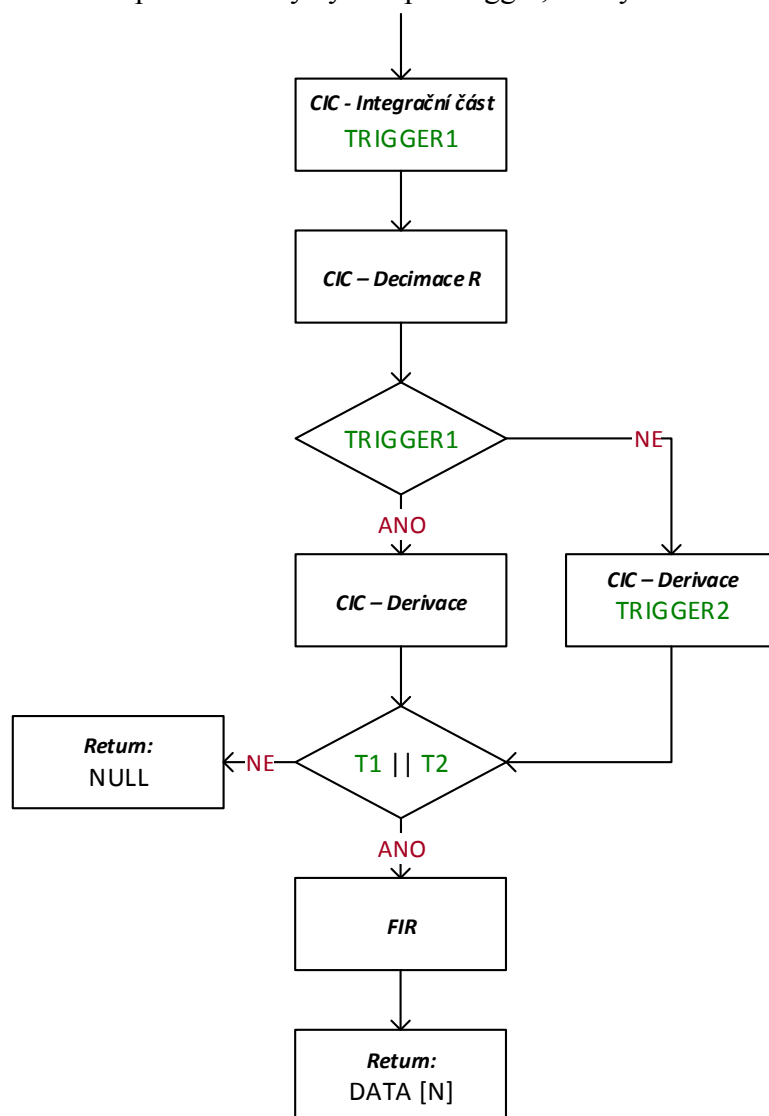 CIC - Integrační část
TRIGGER1
CIC – Decimace R
TRIGGER1
NE
ANO
CIC – Derivace
CIC – Derivace
TRIGGER2
Return:
NULL
NE
T1 || T2
ANO
FIR
Return:
DATA [N]